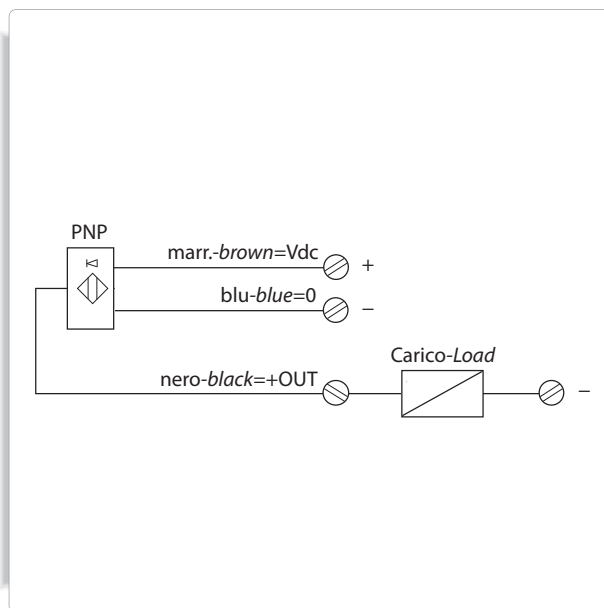 PNP
marr.-brown=Vdc
+
blu-blue=0
–
Carico-Load
nero-black=+OUT
–